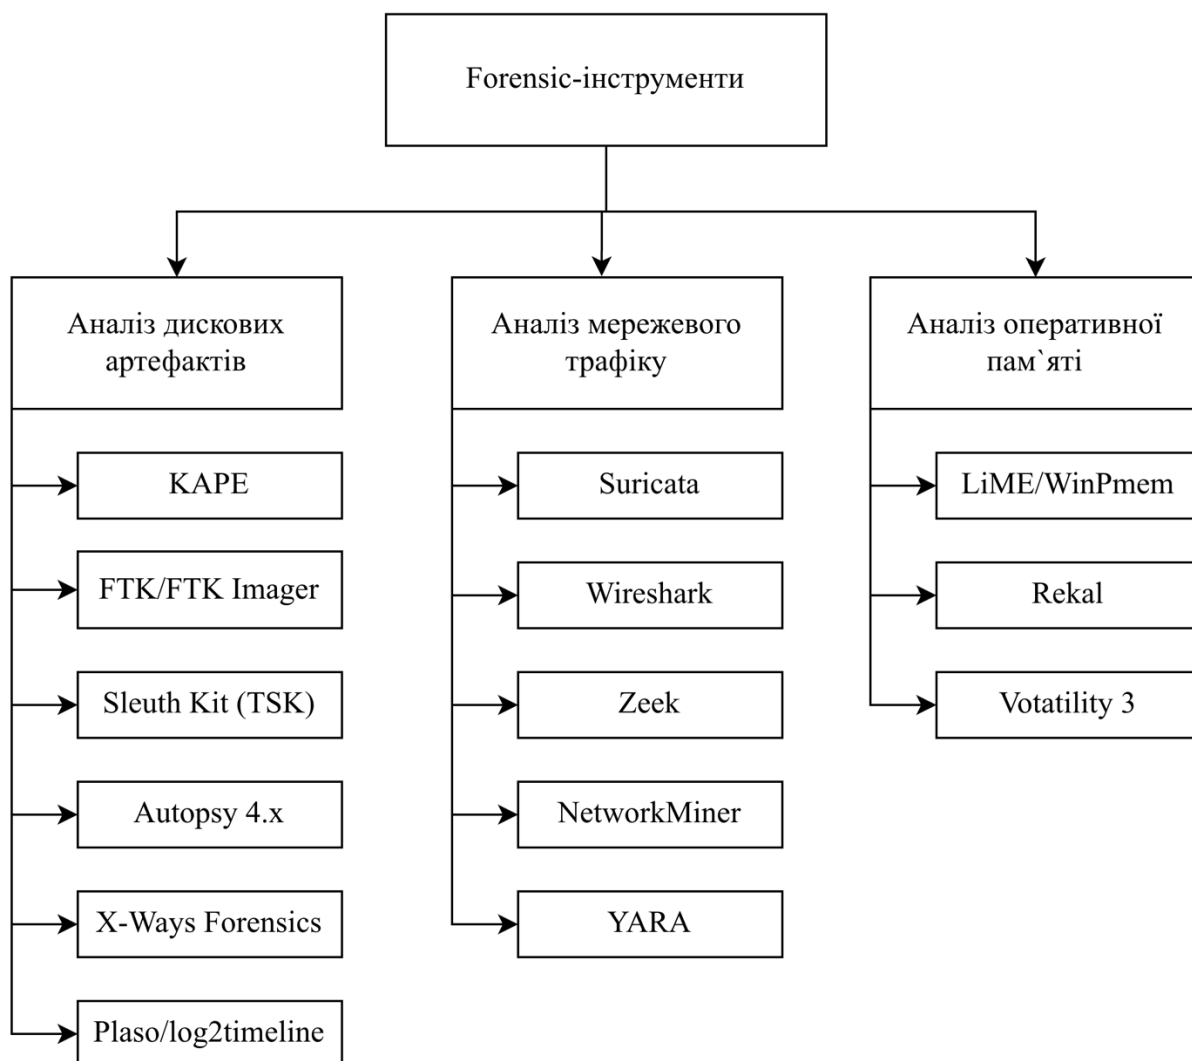 Forensic-інструменти
Аналіз дискових
артефактів
KAPE
FTK/FTK Imager
Sleuth Kit (TSK)
Autopsy 4.x
X-Ways Forensics
Plaso/log2timeline
Аналіз мережевого
трафіку
Suricata
Wireshark
Zeek
NetworkMiner
YARA
Аналіз оперативної
пам`яті
LiME/WinPmem
Rekal
Votatility 3